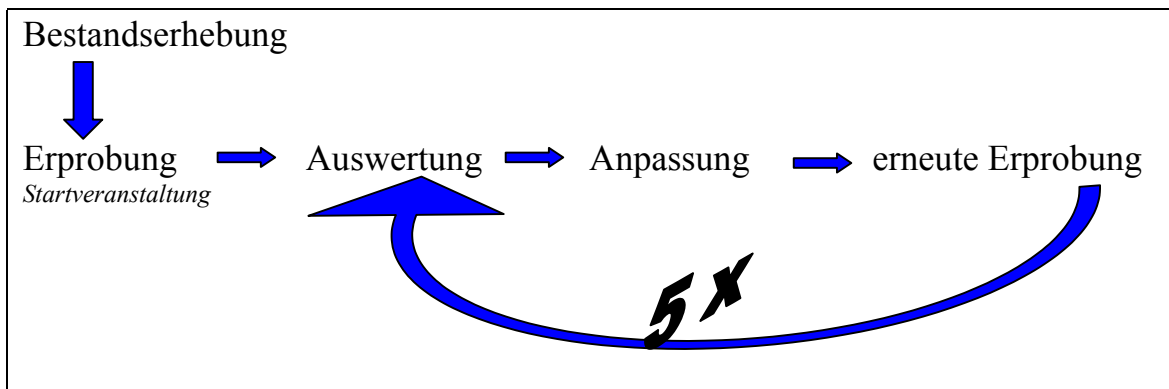 Bestandserhebung
Erprobung Auswertung Anpassung erneute Erprobung
Startveranstaltung
5 x